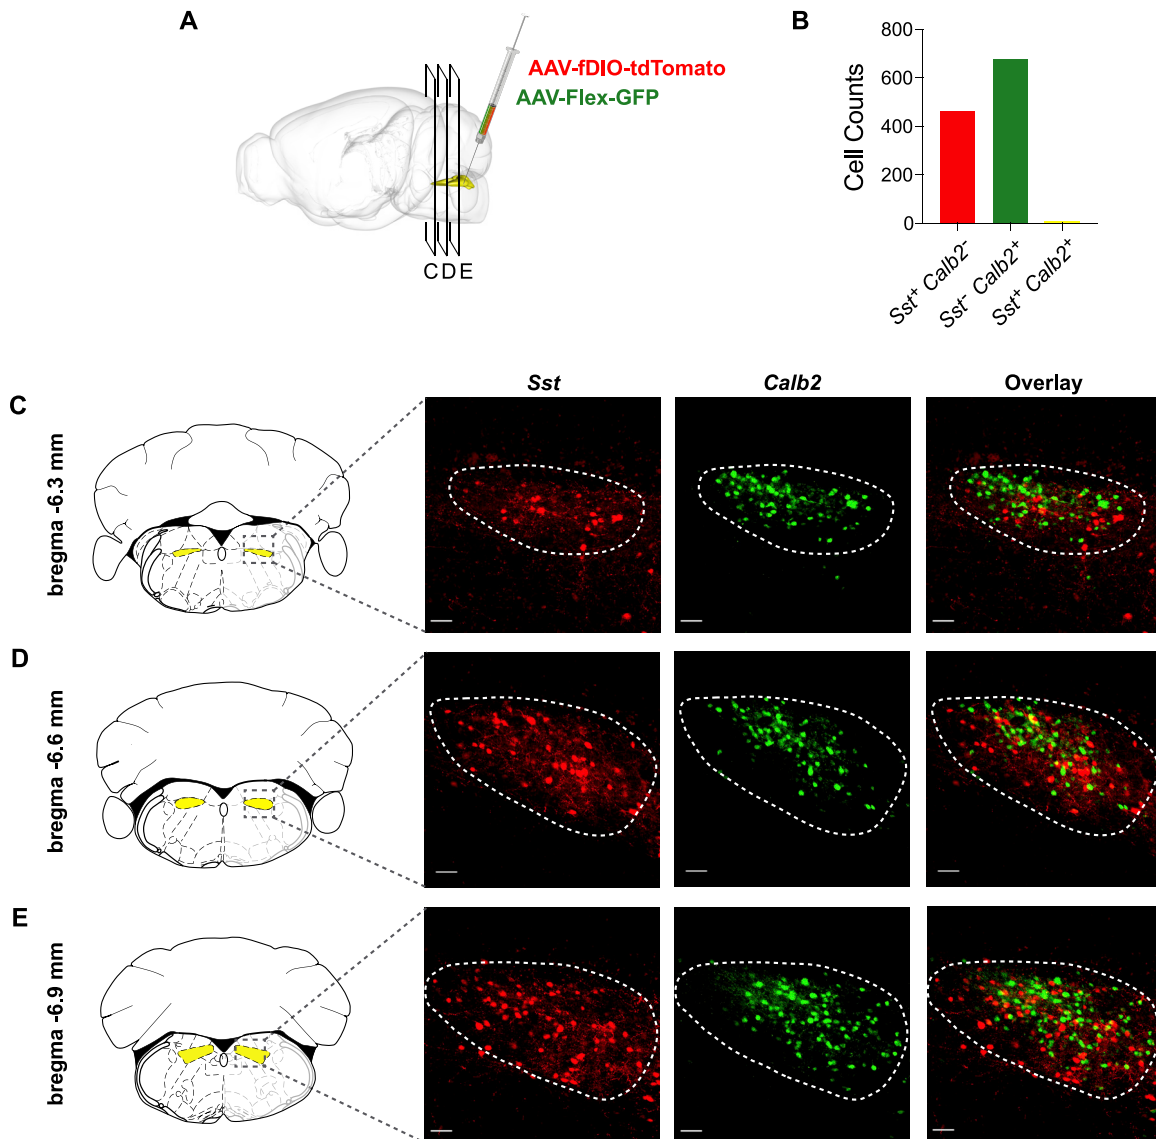 A
AAV-fDIO-tdTomato
AAV-Flex-GFP
C D E
B
Cell Counts
800
600
400
200
0
Sst+ Calb2-
Sst- Calb2+
Sst+ Calb2+
Sst
Calb2
Overlay
C
bregma -6.3 mm
D
bregma -6.6 mm
E
bregma -6.9 mm